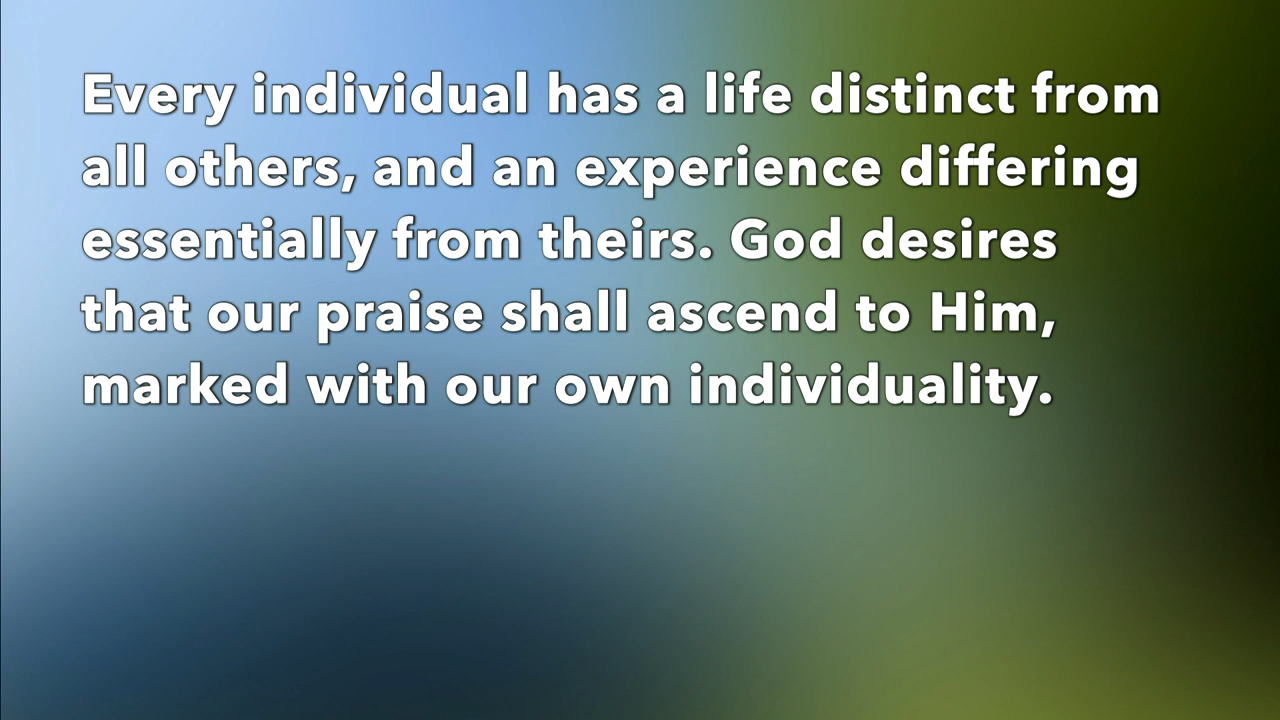 Every individual has a life distinct from
all others, and an experience differing
essentially from theirs. God desires
that our praise shall ascend to Him,
marked with our own individuality.